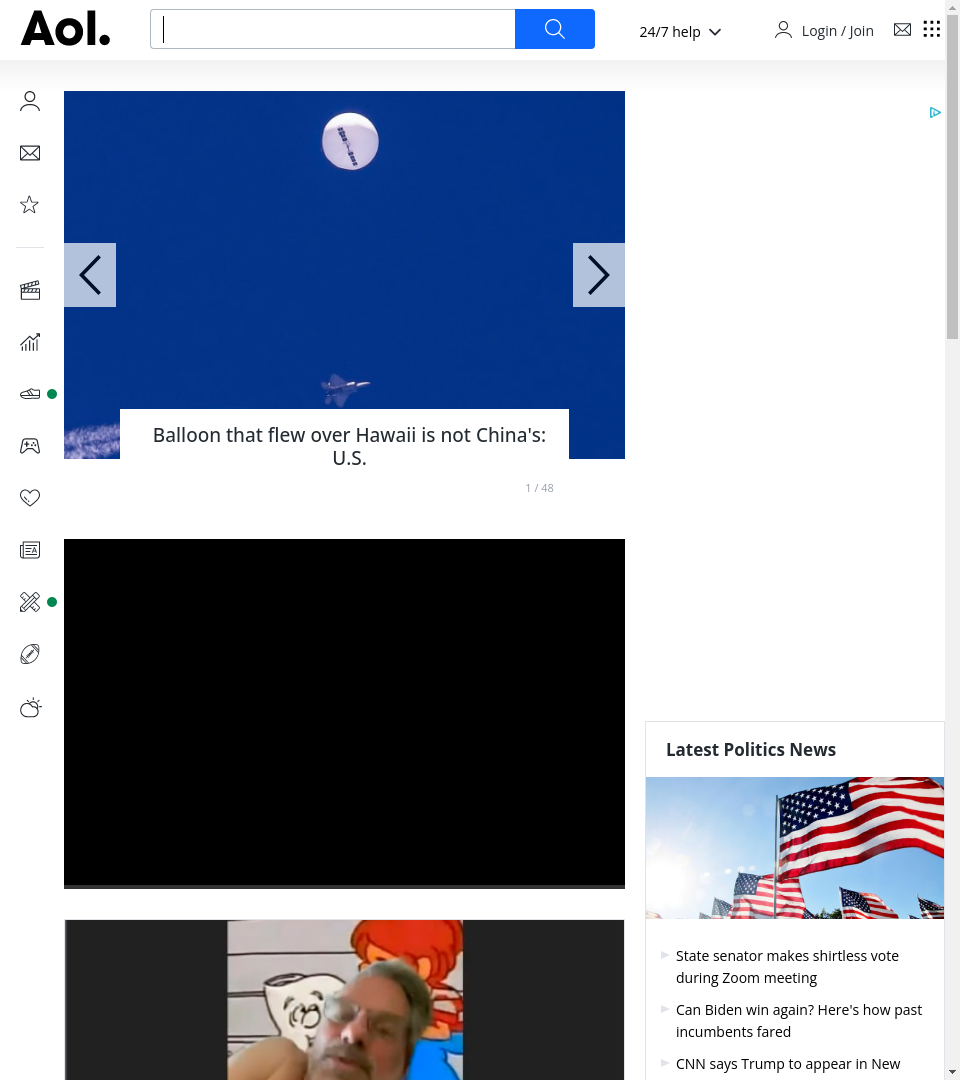 Aol.
24/7 help
Login / Join
Balloon that flew over Hawaii is not China's:
U.S.
1 / 48
Latest Politics News
State senator makes shirtless vote
during Zoom meeting
Can Biden win again? Here's how past
incumbents fared
CNN says Trump to appear in New